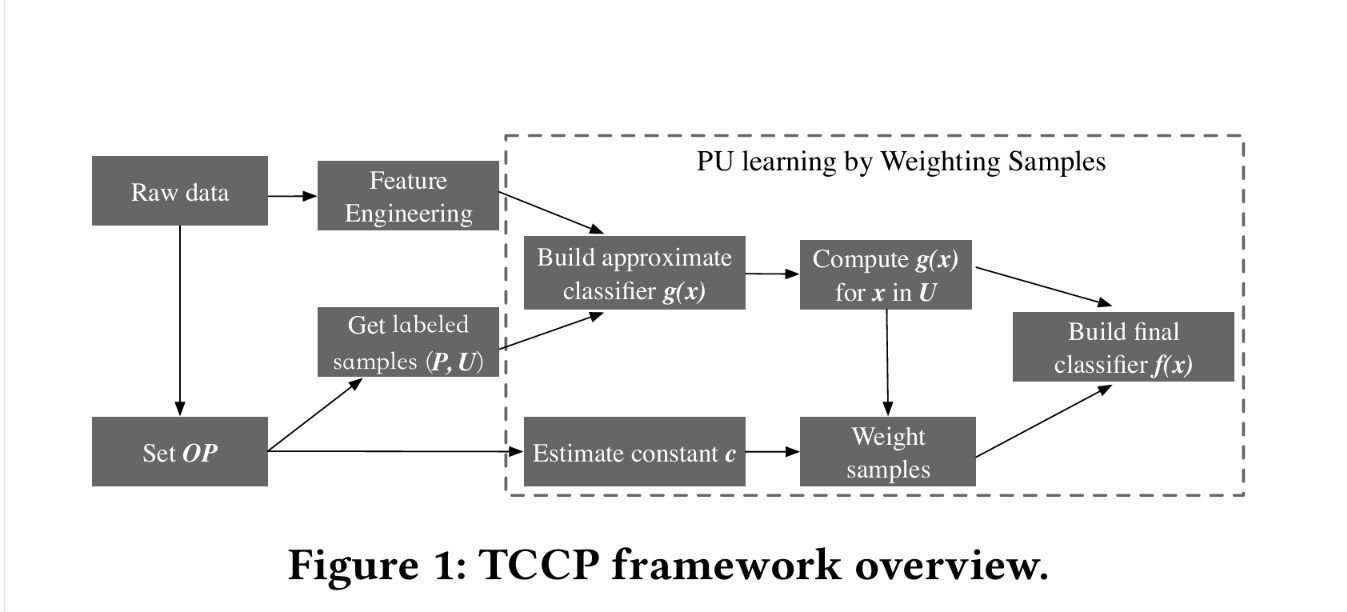 PU learning by Weighting Samples
Raw data
Feature
Engineering
Build approximate
classifier g(x)
Compute g(x)
for x in U
Get labeled
samples (P, U)
Build final
classifier f(x)
Set OP
Estimate constant c
Weight
samples
Figure 1: TCCP framework overview.